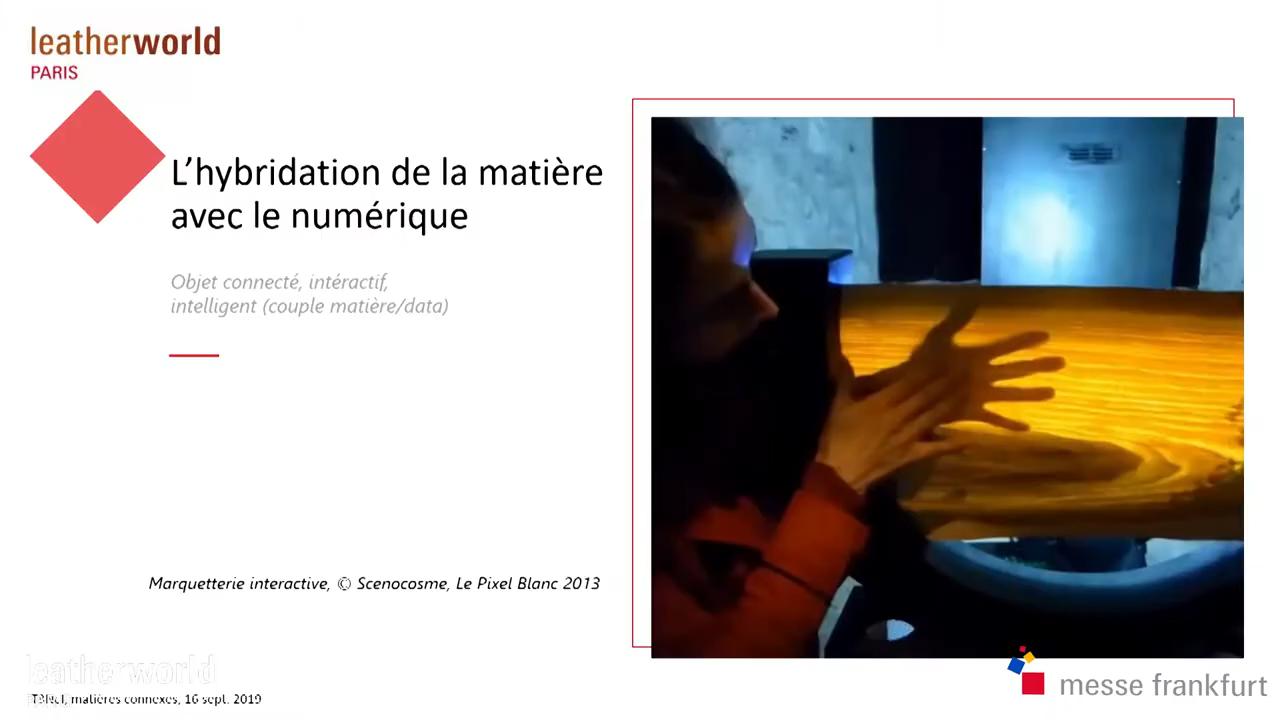 leatherworld
PARIS
L’hybridation de la matière
avec le numérique
Objet connecté, intéractif,
intelligent (couple matière/data)
Marquetterie interactive, © Scenocosme, Le Pixel Blanc 2013
leatherworld
matières connexes, 16 sept. 2019
messe frankfurt